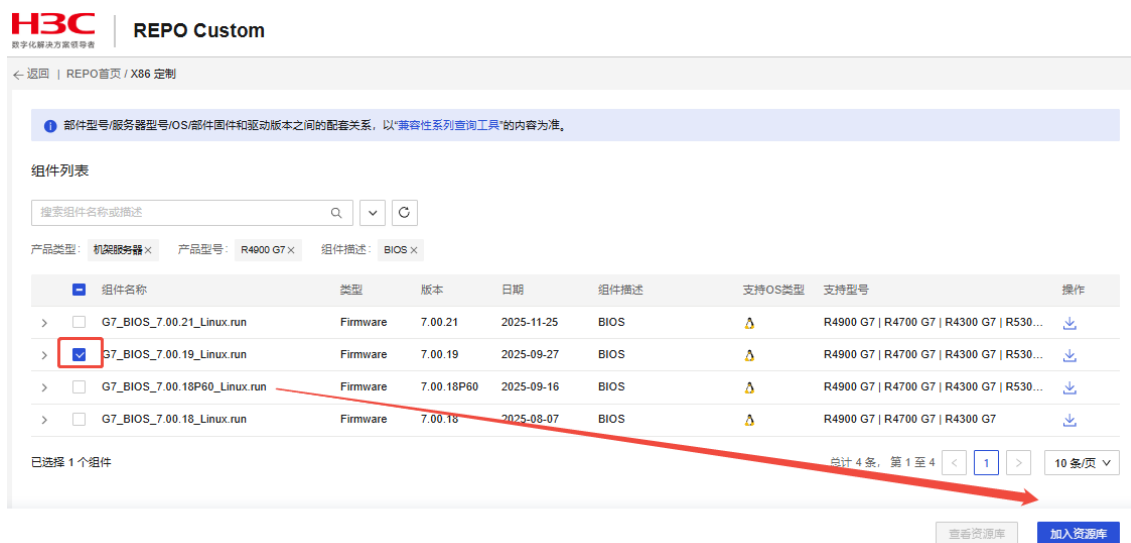 H3C
数字化解决方案领导者
REPO Custom
返回 | REPO首页 / X86 定制
部件型号/服务器型号/OS/部件固件和驱动版本之间的配套关系，以“兼容性系列查询工具”的内容为准。
组件列表
搜索组件名称或描述
产品类型： 机架服务器× 产品型号： R4900 G7× 组件描述： BIOS×
组件名称 类型 版本 日期 组件描述 支持OS类型 支持型号 操作
G7_BIOS_7.00.21_Linux.run Firmware 7.00.21 2025-11-25 BIOS R4900 G7 | R4700 G7 | R4300 G7 | R530...
G7_BIOS_7.00.19_Linux.run Firmware 7.00.19 2025-09-27 BIOS R4900 G7 | R4700 G7 | R4300 G7 | R530...
G7_BIOS_7.00.18P60_Linux.run Firmware 7.00.18P60 2025-09-16 BIOS R4900 G7 | R4700 G7 | R4300 G7 | R530...
G7_BIOS_7.00.18_Linux.run Firmware 7.00.18 2025-08-07 BIOS R4900 G7 | R4700 G7 | R4300 G7
已选择 1 个组件 总计 4 条，第 1 至 4 < 1 > 10 条/页
查看资源库 加入资源库